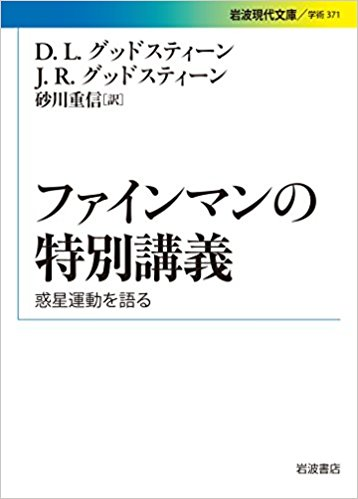 岩波現代文庫／学術 371
D. L. グッドスティーン
J. R. グッドスティーン
砂川重信[訳]
ファインマンの
特別講義
惑星運動を語る
岩波書店